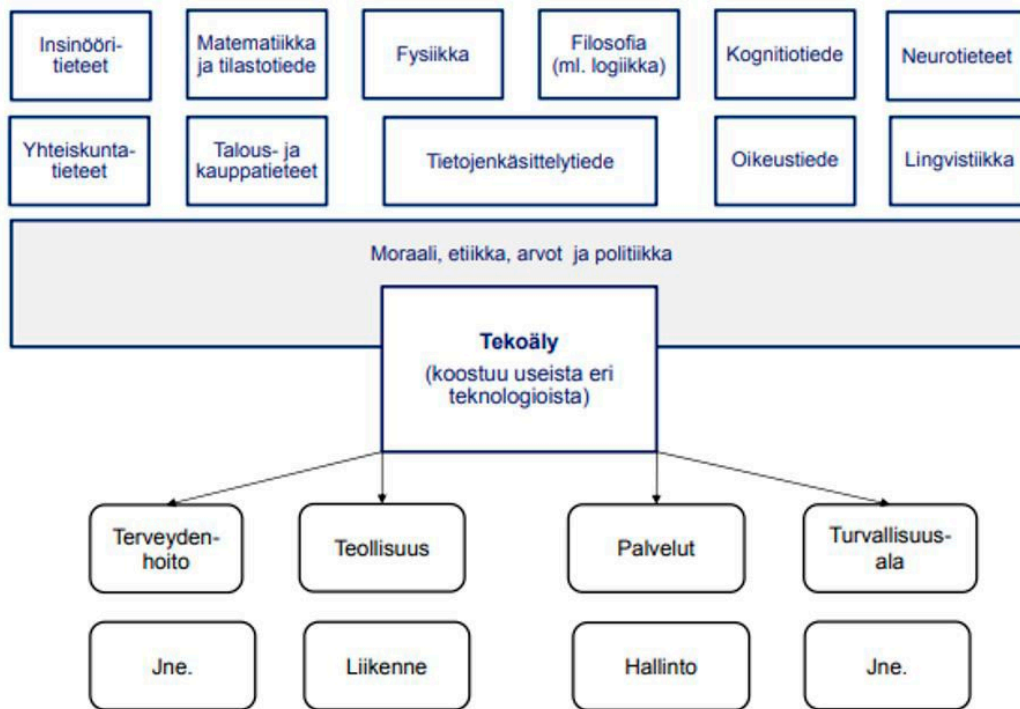 Insinööri-
tieteet
Matematiikka
ja tilastotiede
Fysiikka
Filosofia
(ml. logiikka)
Kognitiotiede
Neurotieteet
Yhteiskunta-
tieteet
Talous- ja
kauppatieteet
Tietojenkäsittelytiede
Oikeustiede
Lingvistiikka
Moraali, etiikka, arvot ja politiikka
Tekoäly
(koostuu useista eri
teknologioista)
Terveyden-
hoito
Teollisuus
Palvelut
Turvallisuus-
ala
Jne.
Liikenne
Hallinto
Jne.